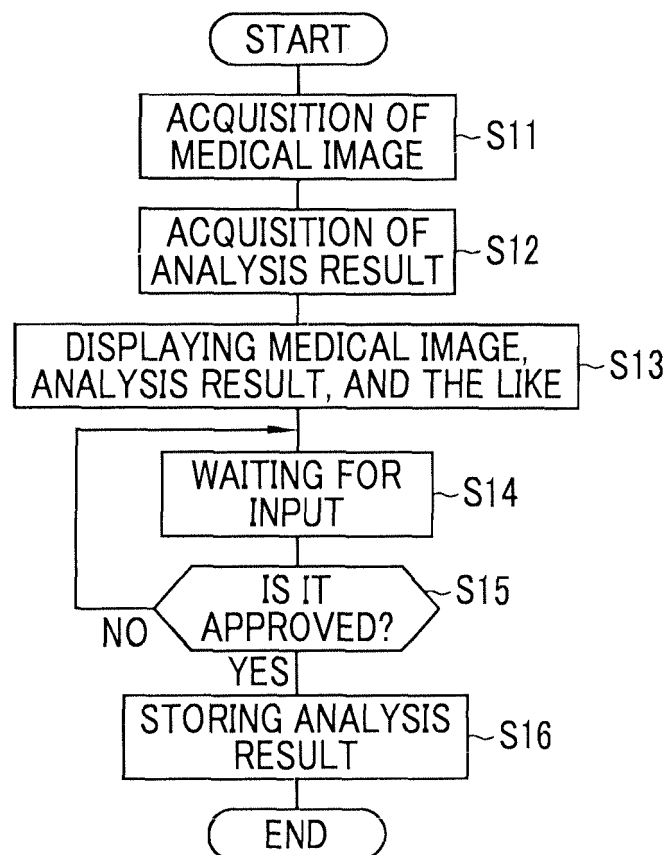 START
ACQUISITION OF
MEDICAL IMAGE
S11
ACQUISITION OF
ANALYSIS RESULT
S12
DISPLAYING MEDICAL IMAGE,
ANALYSIS RESULT, AND THE LIKE
S13
WAITING FOR
INPUT
S14
IS IT
APPROVED?
S15
NO
YES
STORING ANALYSIS
RESULT
S16
END